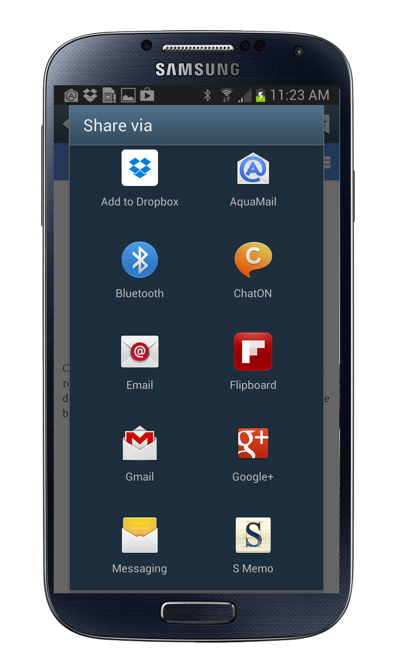 SAMSUNG
11:23 AM
Share via
Add to Dropbox
AquaMail
Bluetooth
ChatON
Email
Flipboard
Gmail
Google+
Messaging
S Memo